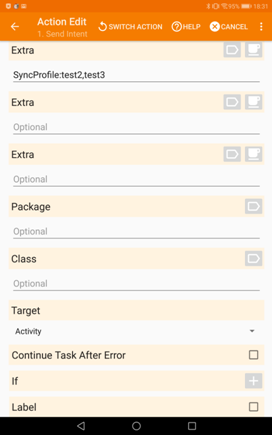 95% 18:31
Action Edit
1. Send Intent
SWITCH ACTION
HELP
CANCEL
Extra
SyncProfile:test2,test3
Extra
Optional
Extra
Optional
Package
Optional
Class
Optional
Target
Activity
Continue Task After Error
If
Label